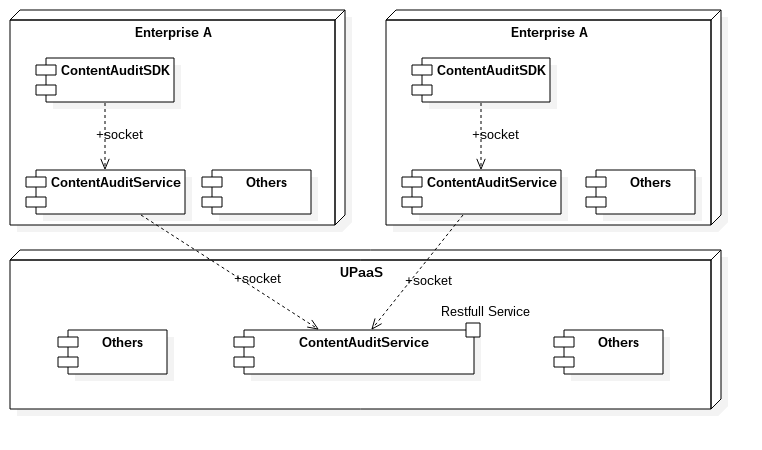 Enterprise A
Enterprise A
ContentAuditSDK
ContentAuditSDK
+socket
+socket
ContentAuditService
Others
ContentAuditService
Others
UPaaS
+socket
+socket
Restfull Service
Others
ContentAuditService
Others